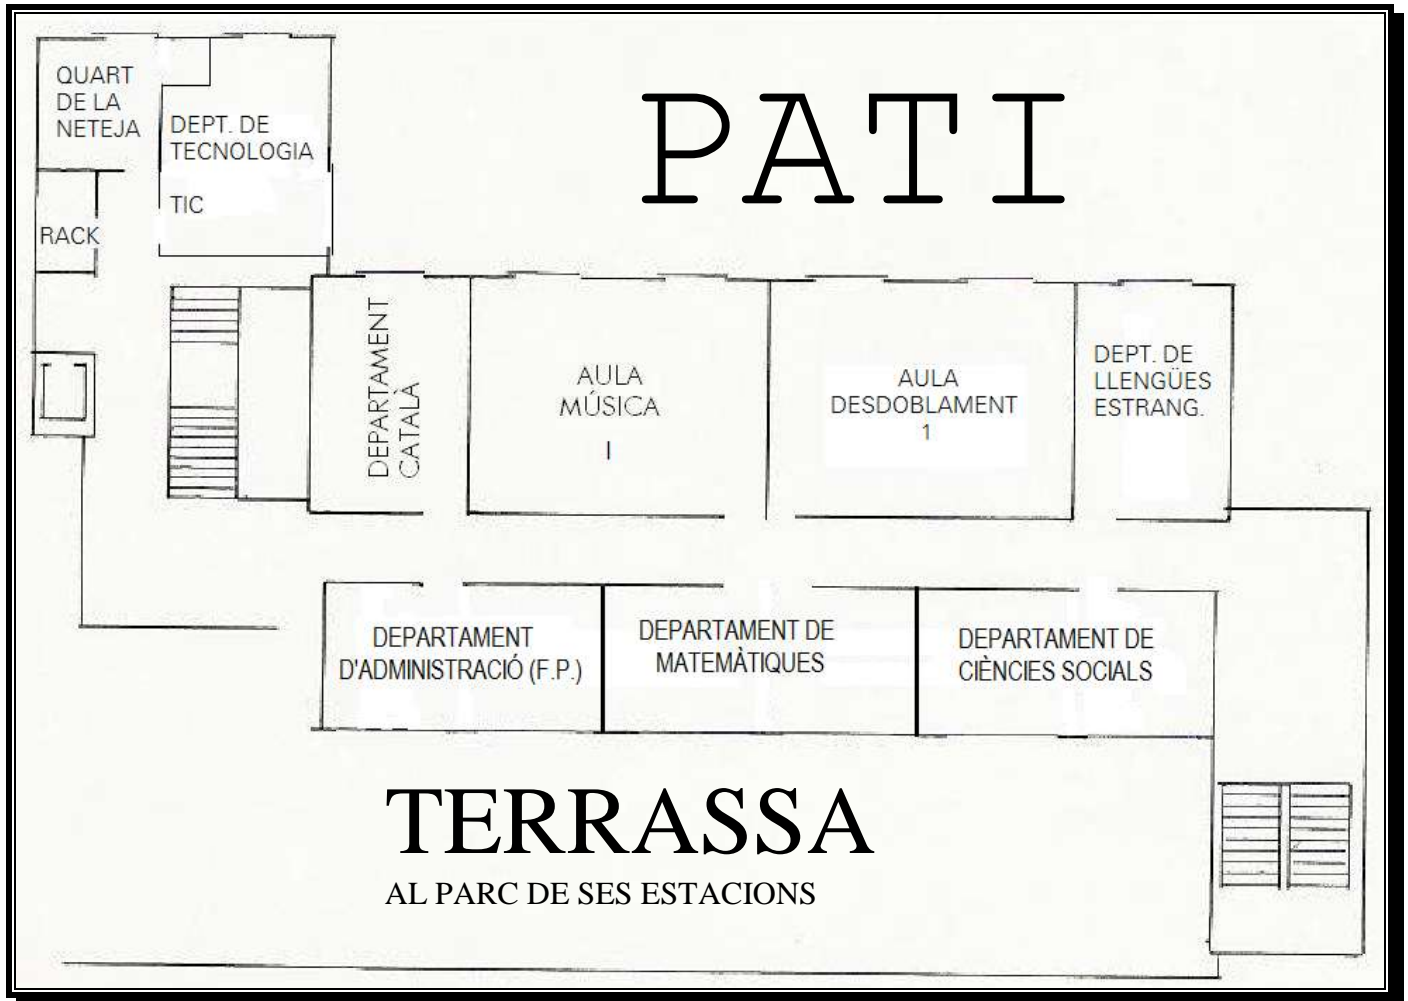 QUART
DE LA
NETEJA
DEPT. DE
TECNOLOGIA
TIC
RACK
PATI
DEPARTAMENT
CATALÀ
AULA
MÚSICA
I
AULA
DESDOBLAMENT
1
DEPT. DE
LLENGÜES
ESTRANG.
DEPARTAMENT
D'ADMINISTRACIÓ (F.P.)
DEPARTAMENT DE
MATEMÀTIQUES
DEPARTAMENT DE
CIÈNCIES SOCIALS
TERRASSA
AL PARC DE SES ESTACIONS